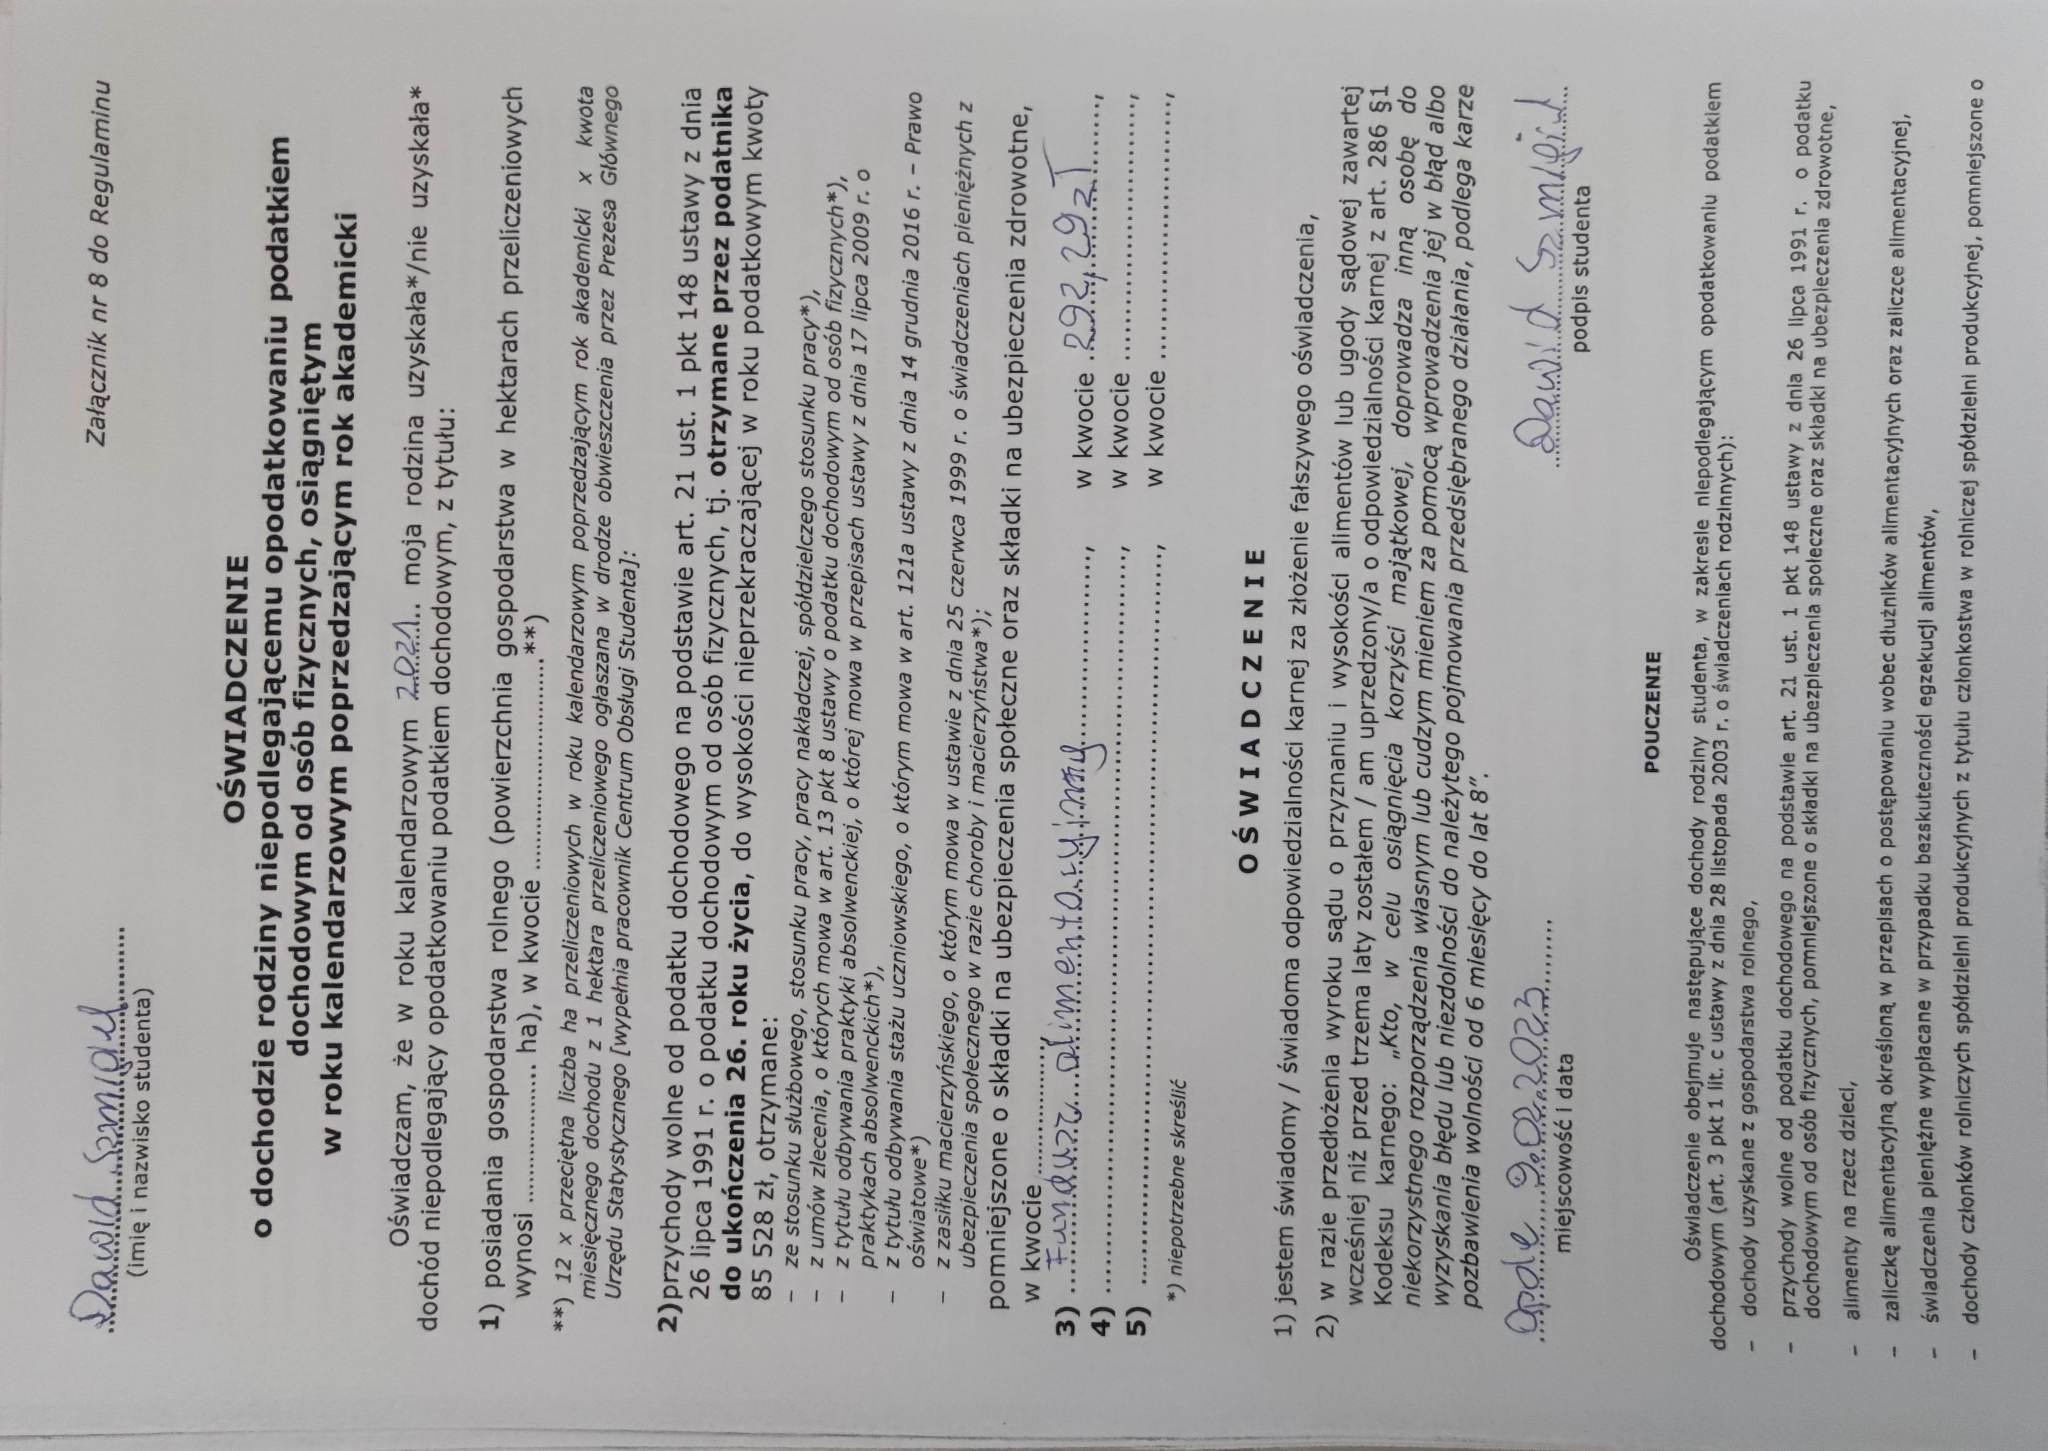 Dawid Szmigiel
Załącznik nr 8 do Regulaminu
(imię i nazwisko studenta)
OŚWIADCZENIE
o dochodzie rodziny niepodlegającemu opodatkowaniu podatkiem
dochodowym od osób fizycznych, osiągniętym
w roku kalendarzowym poprzedzającym rok akademicki
Oświadczam, że w roku kalendarzowym 2021.. moja rodzina uzyskała*/nie uzyskała*
dochód niepodlegający opodatkowaniu podatkiem dochodowym, z tytułu:
1) posiadania gospodarstwa rolnego (powierzchnia gospodarstwa w hektarach przeliczeniowych
wynosi .................... ha), w kwocie ..............................**)
**) 12 x przeciętna liczba ha przeliczeniowych w roku kalendarzowym poprzedzającym rok akademicki x kwota
miesięcznego dochodu z 1 hektara przeliczeniowego ogłaszana w drodze obwieszczenia przez Prezesa Głównego
Urzędu Statystycznego [wypełnia pracownik Centrum Obsługi Studenta]:
2) przychody wolne od podatku dochodowego na podstawie art. 21 ust. 1 pkt 148 ustawy z dnia
26 lipca 1991 r. o podatku dochodowym od osób fizycznych, tj. otrzymane przez podatnika
do ukończenia 26. roku życia, do wysokości nieprzekraczającej w roku podatkowym kwoty
85 528 zł, otrzymane:
– ze stosunku służbowego, stosunku pracy, pracy nakładczej, spółdzielczego stosunku pracy*),
– z umów zlecenia, o których mowa w art. 13 pkt 8 ustawy o podatku dochodowym od osób fizycznych*),
– z tytułu odbywania praktyki absolwenckiej, o której mowa w przepisach ustawy z dnia 17 lipca 2009 r. o
praktykach absolwenckich*),
– z tytułu odbywania stażu uczniowskiego, o którym mowa w art. 121a ustawy z dnia 14 grudnia 2016 r. – Prawo
oświatowe*)
– z zasiłku macierzyńskiego, o którym mowa w ustawie z dnia 25 czerwca 1999 r. o świadczeniach pieniężnych z
ubezpieczenia społecznego w razie choroby i macierzyństwa*);
pomniejszone o składki na ubezpieczenia społeczne oraz składki na ubezpieczenia zdrowotne,
w kwocie ...................,
3) Fundusz alimentacyjny..........................., w kwocie 292,29 zł..........,
4) ............................................................................................................, w kwocie ......................................,
5) ............................................................................................................, w kwocie ......................................,
*) niepotrzebne skreślić
OŚWIADCZENIE
1) jestem świadomy / świadoma odpowiedzialności karnej za złożenie fałszywego oświadczenia,
2) w razie przedłożenia wyroku sądu o przyznaniu i wysokości alimentów lub ugody sądowej zawartej
wcześniej niż przed trzema laty zostałem / am uprzedzony/a o odpowiedzialności karnej z art. 286 §1
Kodeksu karnego: „Kto, w celu osiągnięcia korzyści majątkowej, doprowadza inną osobę do
niekorzystnego rozporządzenia własnym lub cudzym mieniem za pomocą wprowadzenia jej w błąd albo
wyzyskania błędu lub niezdolności do należytego pojmowania przedsiębranego działania, podlega karze
pozbawienia wolności od 6 miesięcy do lat 8”.
Opole 9.02.2023
Dawid Szmigiel
miejscowość i data
podpis studenta
POUCZENIE
Oświadczenie obejmuje następujące dochody rodziny studenta, w zakresie niepodlegającym opodatkowaniu podatkiem
dochodowym (art. 3 pkt 1 lit. c ustawy z dnia 28 listopada 2003 r. o świadczeniach rodzinnych):
– dochody uzyskane z gospodarstwa rolnego,
– przychody wolne od podatku dochodowego na podstawie art. 21 ust. 1 pkt 148 ustawy z dnia 26 lipca 1991 r. o podatku
dochodowym od osób fizycznych, pomniejszone o składki na ubezpieczenia społeczne oraz składki na ubezpieczenia zdrowotne,
– alimenty na rzecz dzieci,
– zaliczkę alimentacyjną określoną w przepisach o postępowaniu wobec dłużników alimentacyjnych oraz zaliczce alimentacyjnej,
– świadczenia pieniężne wypłacane w przypadku bezskuteczności egzekucji alimentów,
– dochody członków rolniczych spółdzielni produkcyjnych z tytułu członkostwa w rolniczej spółdzielni produkcyjnej, pomniejszone o